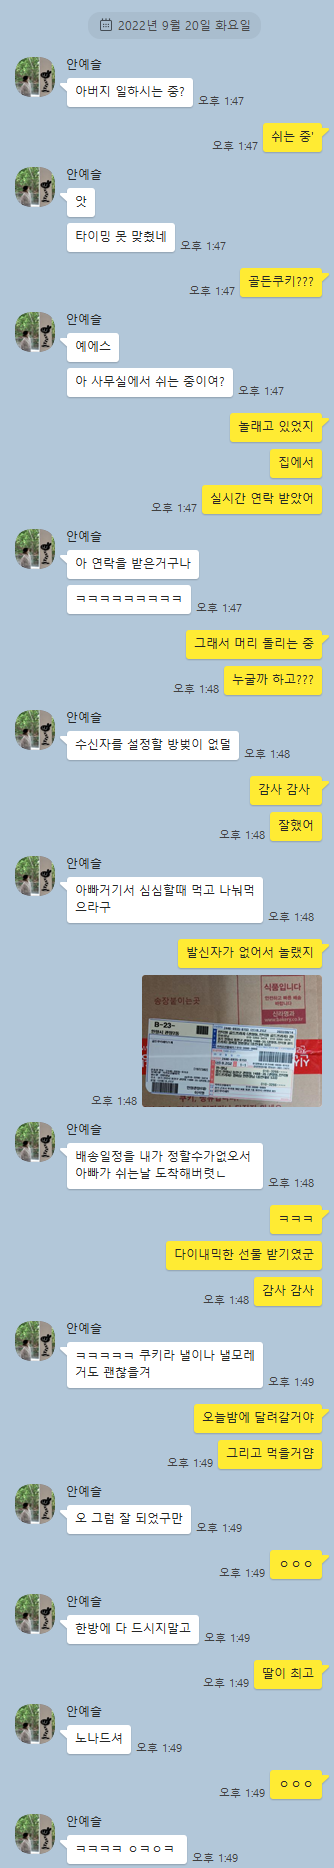 2022년 9월 20일 화요일
안예슬
아버지 일하시는 중?
오후 1:47
쉬는 중'
오후 1:47
안예슬
앗
타이밍 못 맞췄네
오후 1:47
골든쿠키???
오후 1:47
안예슬
예에스
아 사무실에서 쉬는 중이여?
오후 1:47
놀래고 있었지
집에서
실시간 연락 받았어
오후 1:47
안예슬
아 연락을 받은거구나
ㅋㅋㅋㅋㅋㅋㅋㅋㅋ
오후 1:47
그래서 머리 돌리는 중
누굴까 하고???
오후 1:48
안예슬
수신자를 설정할 방벚이 없덜
오후 1:48
감사 감사
잘했어
오후 1:48
안예슬
아빠거기서 심심할때 먹고 나눠먹
으라구
오후 1:48
발신자가 없어서 놀랬지
송장붙이는곳
식품입니다
신라명과
B-23-
오후 1:48
안예슬
배송일정을 내가 정할수가없으서
아빠가 쉬는날 도착해버렷ㄴ
오후 1:48
ㅋㅋㅋ
다이내믹한 선물 받기였군
감사 감사
오후 1:48
안예슬
ㅋㅋㅋㅋㅋ 쿠키라 낼이나 낼모레
거도 괜찮을겨
오후 1:49
오늘밤에 달려갈거야
그리고 먹을거얌
오후 1:49
안예슬
오 그럼 잘 되었구만
오후 1:49
ㅇㅇㅇ
오후 1:49
안예슬
한방에 다 드시지말고
오후 1:49
딸이 최고
오후 1:49
안예슬
노나드셔
오후 1:49
ㅇㅇㅇ
오후 1:49
안예슬
ㅋㅋㅋㅋ ㅇㅋㅇㅋ
오후 1:49